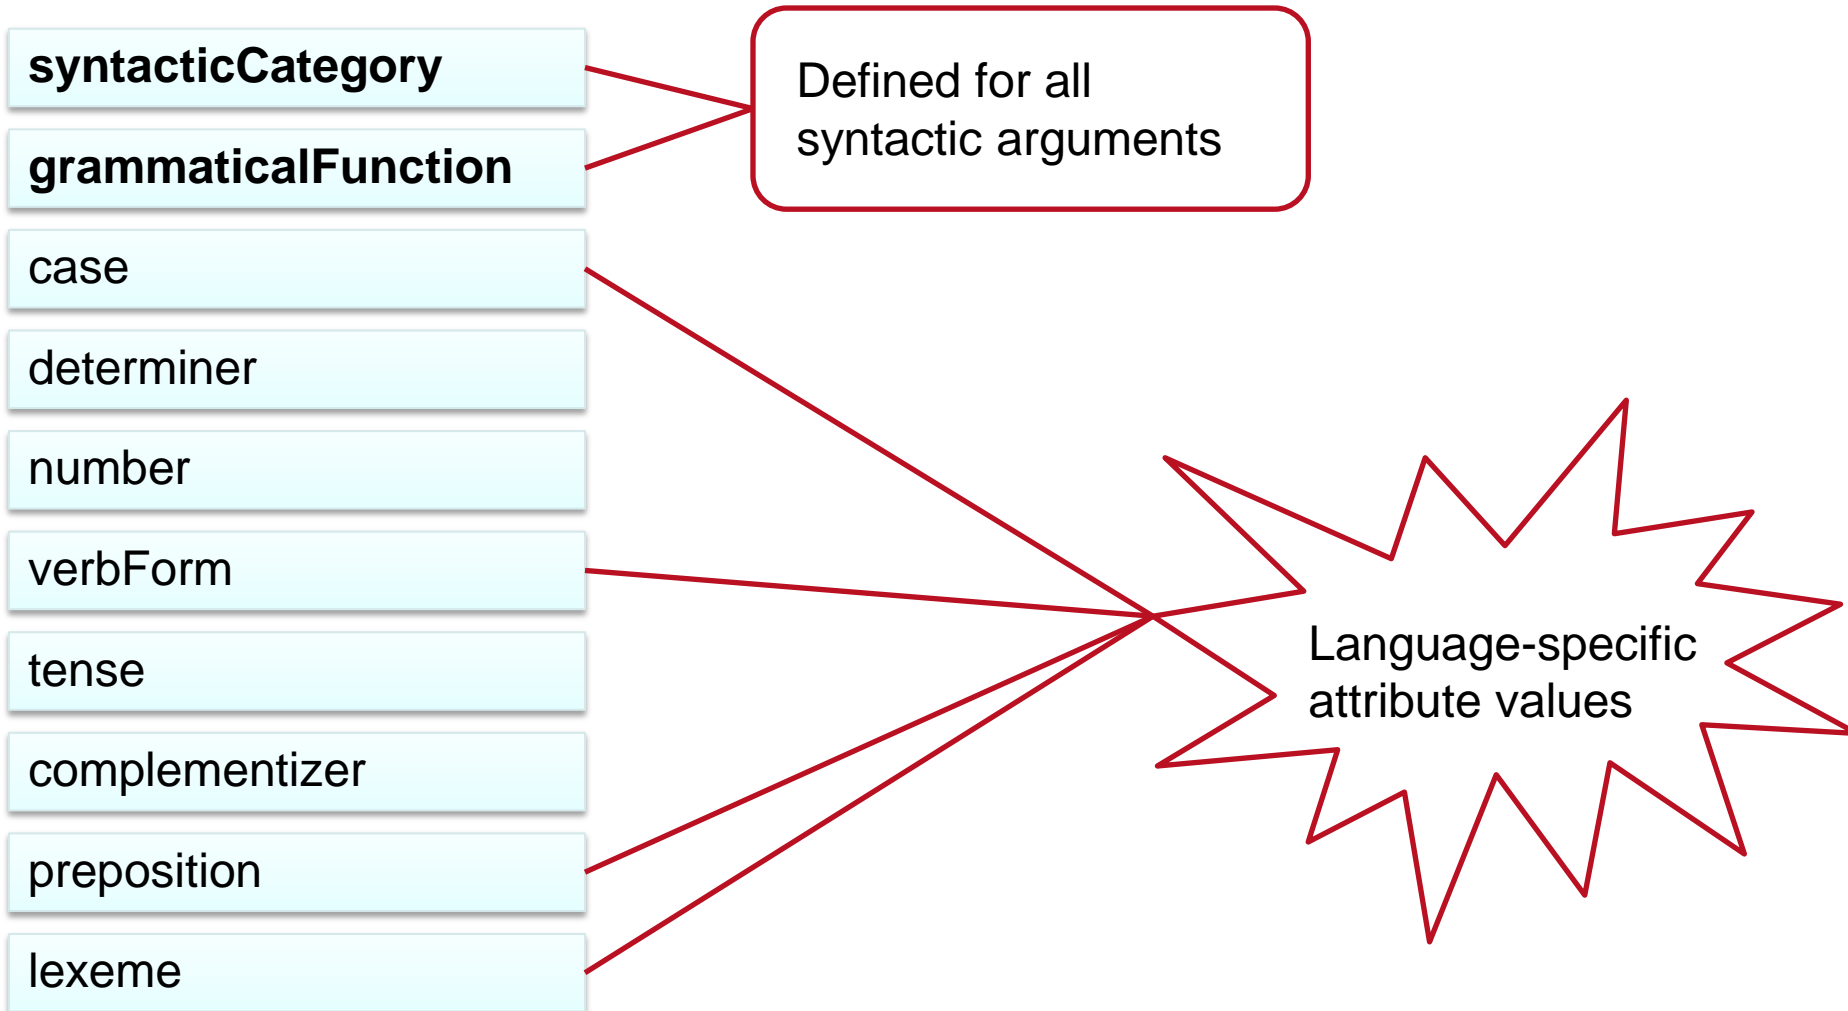 syntacticCategory
grammaticalFunction
case
determiner
number
verbForm
tense
complementizer
preposition
lexeme
Defined for all
syntactic arguments
Language-specific
attribute values